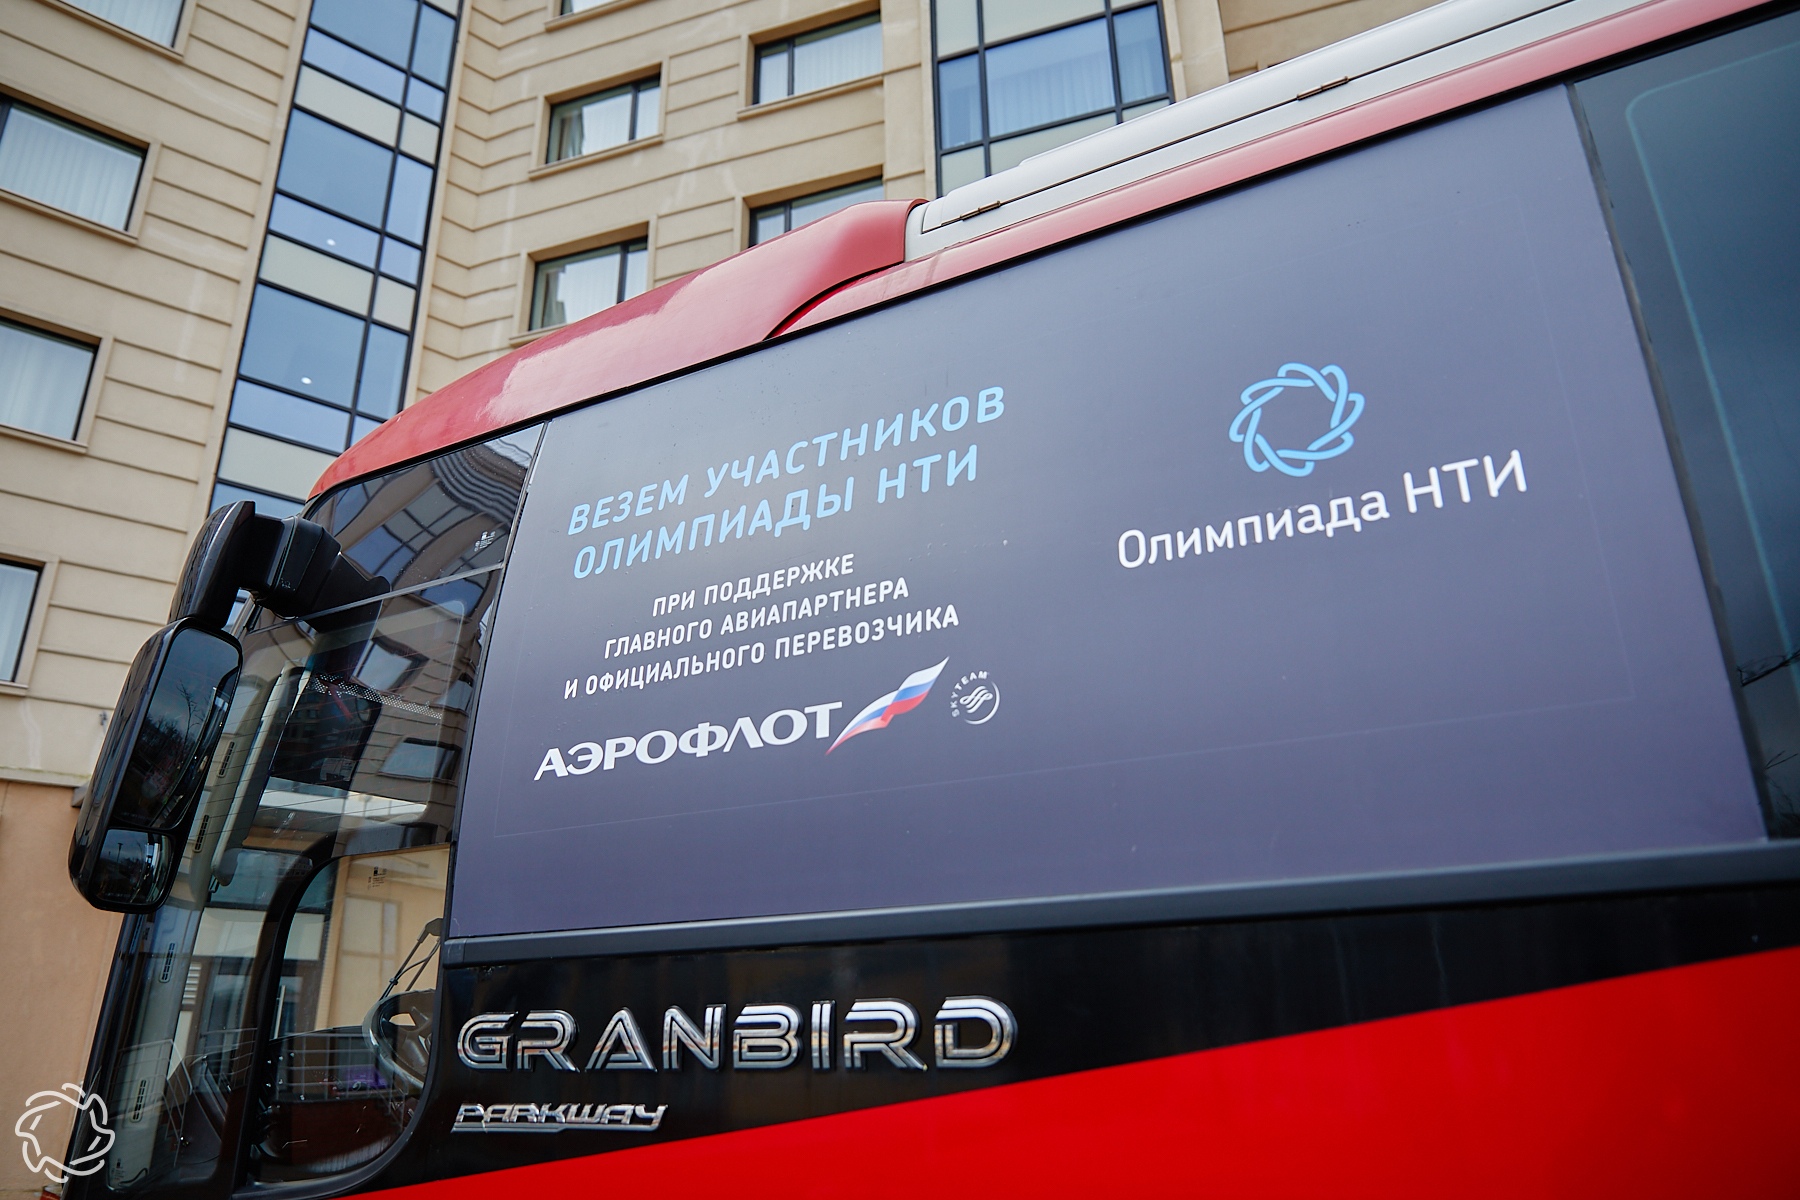 ВЕЗЕМ УЧАСТНИКОВ
ОЛИМПИАДЫ НТИ
ПРИ ПОДДЕРЖКЕ
ГЛАВНОГО АВИАПАРТНЕРА
И ОФИЦИАЛЬНОГО ПЕРЕВОЗЧИКА
АЭРОФЛОТ
SKYTEAM
Олимпиада НТИ
GRANBIRD
PARKWAY